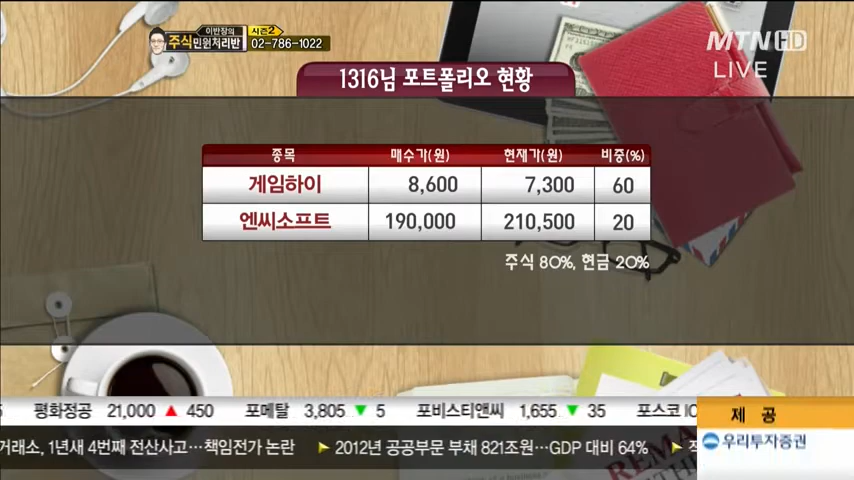 이반장의
주식민원처리반
시즌2
02-786-1022
MTN HD
LIVE
1316님 포트폴리오 현황
종목 매수가(원) 현재가(원) 비중(%)
게임하이 8,600 7,300 60
엔씨소프트 190,000 210,500 20
주식 80%, 현금 20%
5 평화정공 21,000 ▲ 450 포메탈 3,805 ▼ 5 포비스티앤씨 1,655 ▼ 35 포스코 IC
제 공
우리투자증권
거래소, 1년새 4번째 전산사고…책임전가 논란 ▶ 2012년 공공부문 부채 821조원…GDP 대비 64% ▶